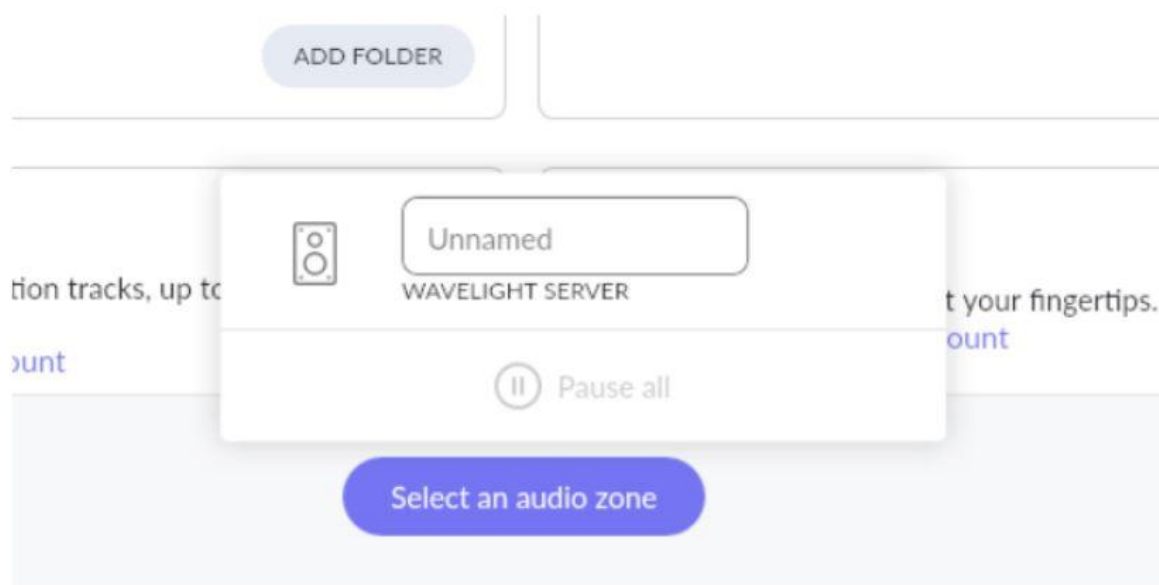 ADD FOLDER
Unnamed
WAVELIGHT SERVER
tion tracks, up to
t your fingertips.
ount
ount
Pause all
Select an audio zone